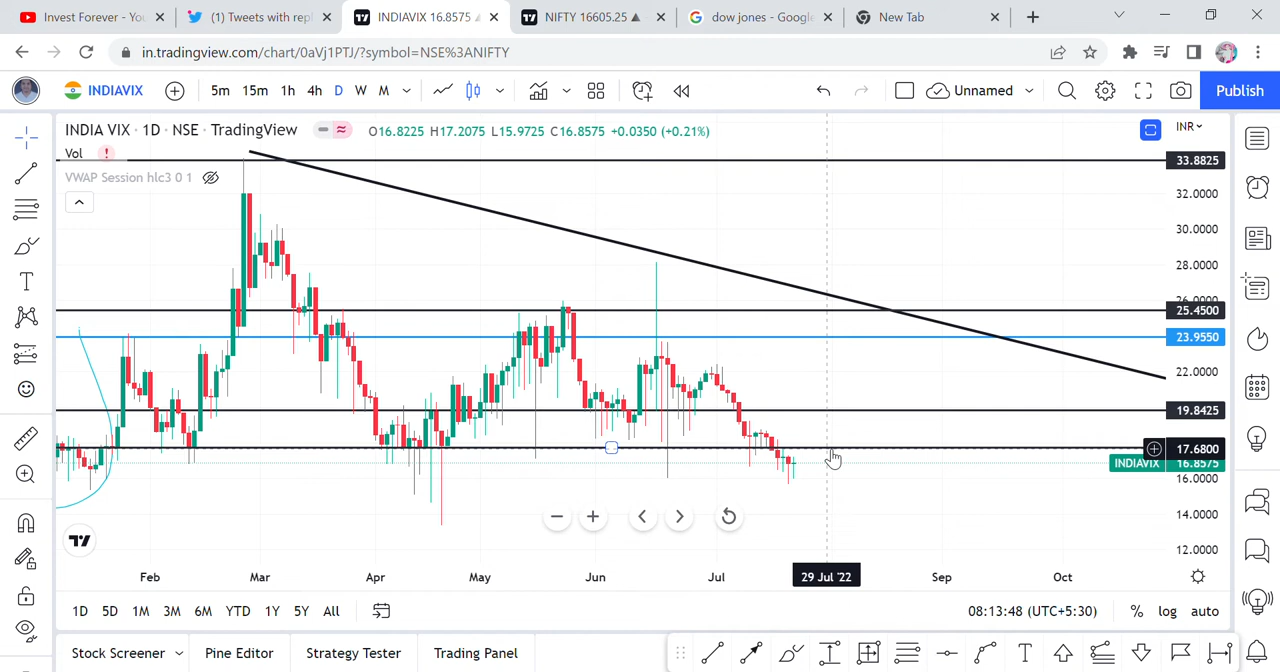 Invest Forever - You
(1) Tweets with repl
INDIAVIX 16.8575
NIFTY 16605.25
dow jones - Google
New Tab
in.tradingview.com/chart/0aVj1PTJ/?symbol=NSE%3ANIFTY
INDIAVIX
5m 15m 1h 4h D W M
Unnamed
Publish
INDIA VIX · 1D · NSE · TradingView
O16.8225 H17.2075 L15.9725 C16.8575 +0.0350 (+0.21%)
INR
Vol
VWAP Session hlc3 0 1
33.8825
32.0000
30.0000
28.0000
26.0000
25.4500
23.9550
22.0000
19.8425
17.6800
INDIAVIX 16.8575
16.0000
14.0000
12.0000
Feb Mar Apr May Jun Jul 29 Jul '22 Sep Oct
1D 5D 1M 3M 6M YTD 1Y 5Y All
08:13:48 (UTC+5:30) % log auto
Stock Screener Pine Editor Strategy Tester Trading Panel